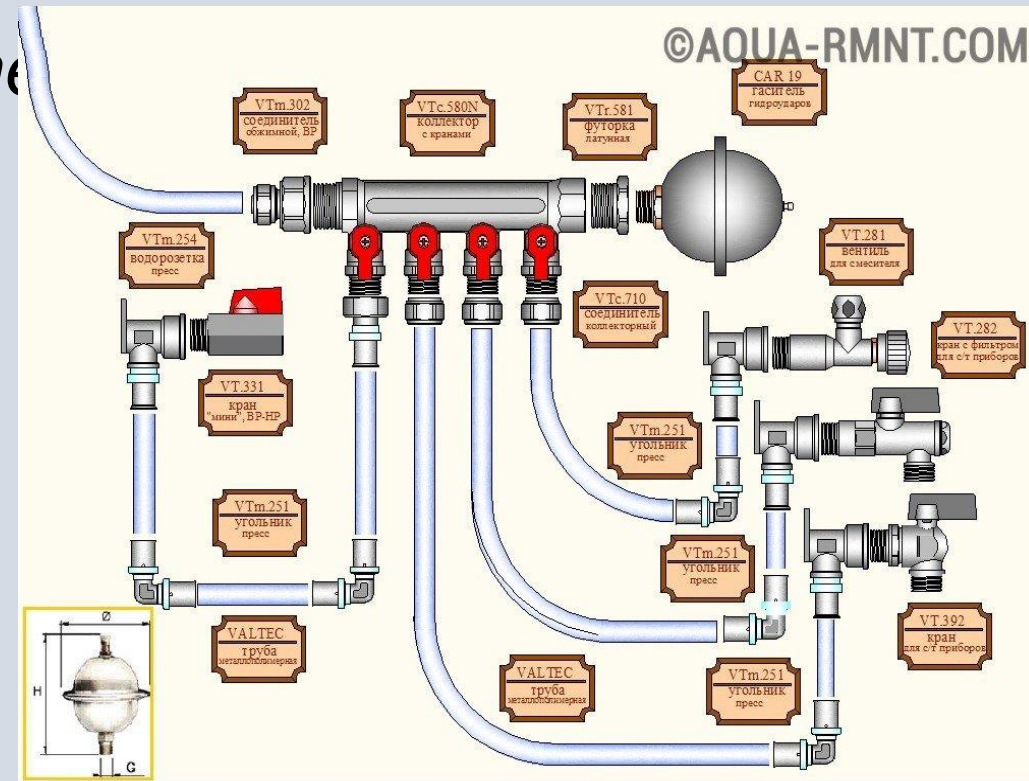 ©AQUA-RMNT.COM
CAR 19
гаситель
гидроударов
VTm.302
соединитель
обжимной, ВР
VTc.580N
коллектор
с кранами
VTr.581
футорка
латунная
VTm.254
водорозетка
пресс
VT.281
вентиль
для смесителя
VTc.710
соединитель
коллекторный
VT.282
кран с фильтром
для с/т приборов
VT.331
кран
"мини", ВР-НР
VTm.251
угольник
пресс
VTm.251
угольник
пресс
VTm.251
угольник
пресс
VT.392
кран
для с/т приборов
VALTEC
труба
металлополимерная
VALTEC
труба
металлополимерная
VTm.251
угольник
пресс
Ø
H
G